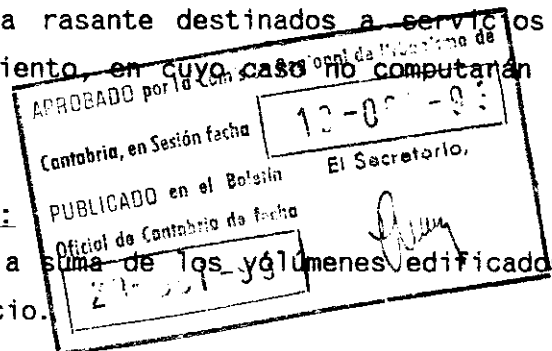 a rasante destinados a servicios
iento, en cuyo caso no computarán
APROBADO por la Regional de Urbanismo de
Cantabria, en Sesión fecha
El Secretario,
PUBLICADO en el Boletín
Oficial de Cantabria de fecha
:
a suma de los volúmenes edificado
cio.